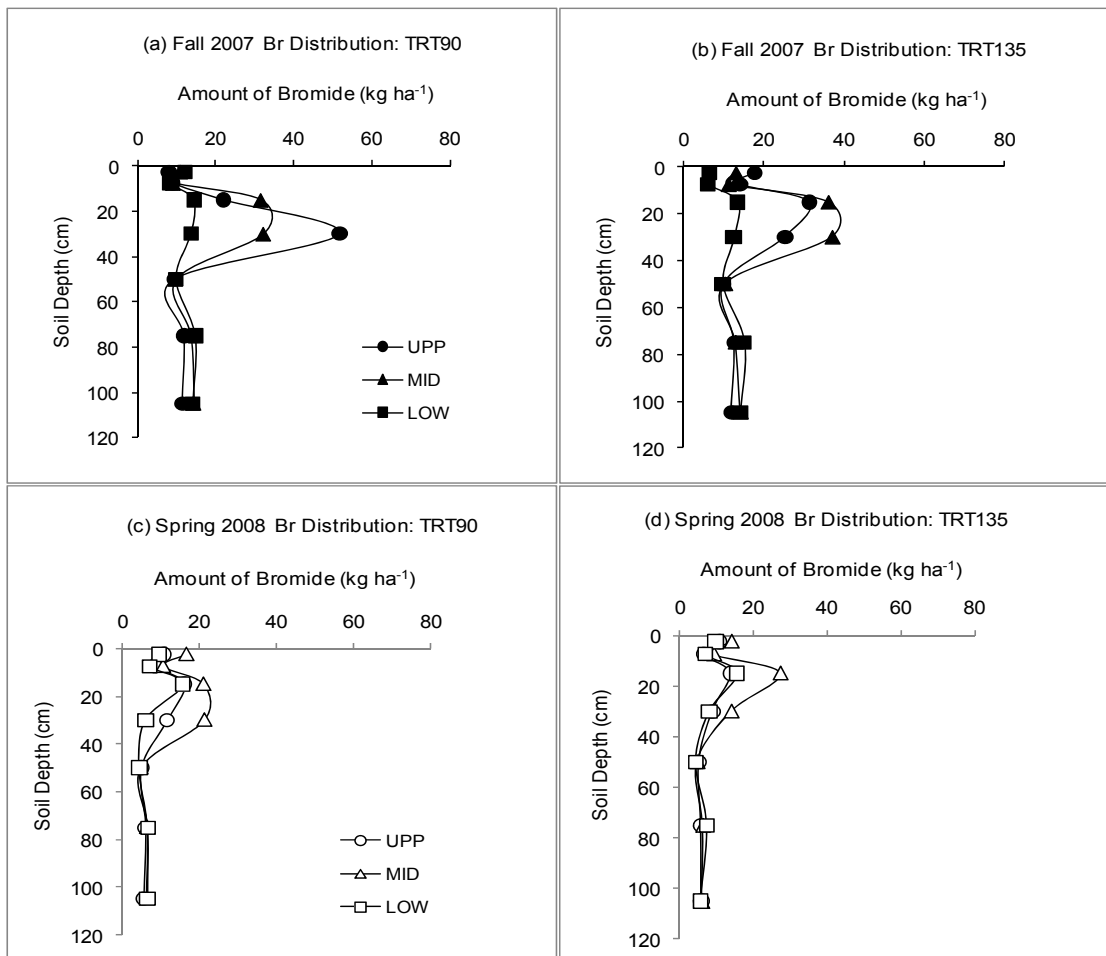 (a) Fall 2007 Br Distribution: TRT90
Amount of Bromide (kg ha-1)
0 20 40 60 80
0
20
40
60
80
100
120
Soil Depth (cm)
UPP
MID
LOW
(b) Fall 2007 Br Distribution: TRT135
Amount of Bromide (kg ha-1)
0 20 40 60 80
0
20
40
60
80
100
120
Soil Depth (cm)
(c) Spring 2008 Br Distribution: TRT90
Amount of Bromide (kg ha-1)
0 20 40 60 80
0
20
40
60
80
100
120
Soil Depth (cm)
UPP
MID
LOW
(d) Spring 2008 Br Distribution: TRT135
Amount of Bromide (kg ha-1)
0 20 40 60 80
0
20
40
60
80
100
120
Soil Depth (cm)